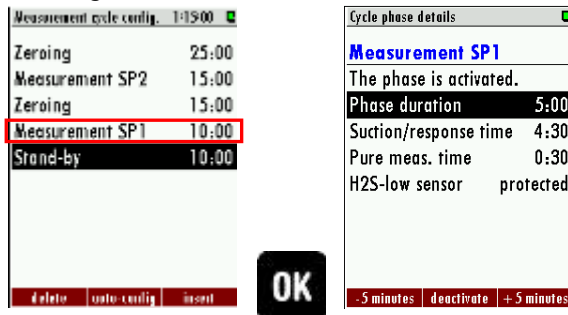 Measurement cycle config. 1:15:00
Zeroing 25:00
Measurement SP2 15:00
Zeroing 15:00
Measurement SP1 10:00
Stand-by 10:00
delete auto-config insert
OK
Cycle phase details
Measurement SP1
The phase is activated.
Phase duration 5:00
Suction/response time 4:30
Pure meas. time 0:30
H2S-low sensor protected
-5 minutes deactivate +5 minutes